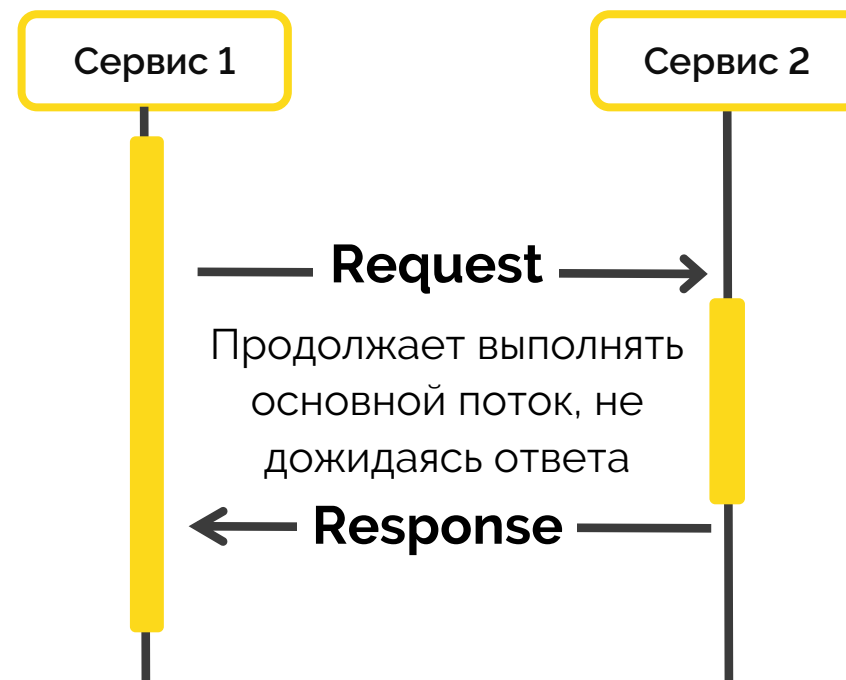 Сервис 1
Сервис 2
Request
Продолжает выполнять
основной поток, не
дожидаясь ответа
Response